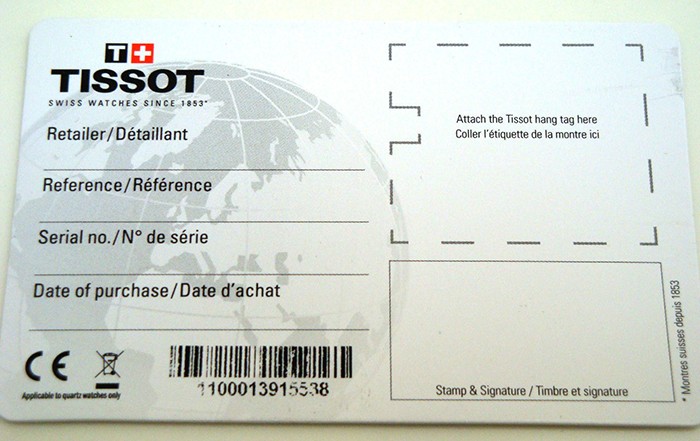 T+
TISSOT
SWISS WATCHES SINCE 1853*
Retailer/Détaillant
Reference/Référence
Serial no./N° de série
Date of purchase/Date d'achat
CE
Applicable to quartz watches only
1100013915538
Attach the Tissot hang tag here
Coller l'étiquette de la montre ici
Stamp & Signature / Timbre et signature
* Montres suisses depuis 1853